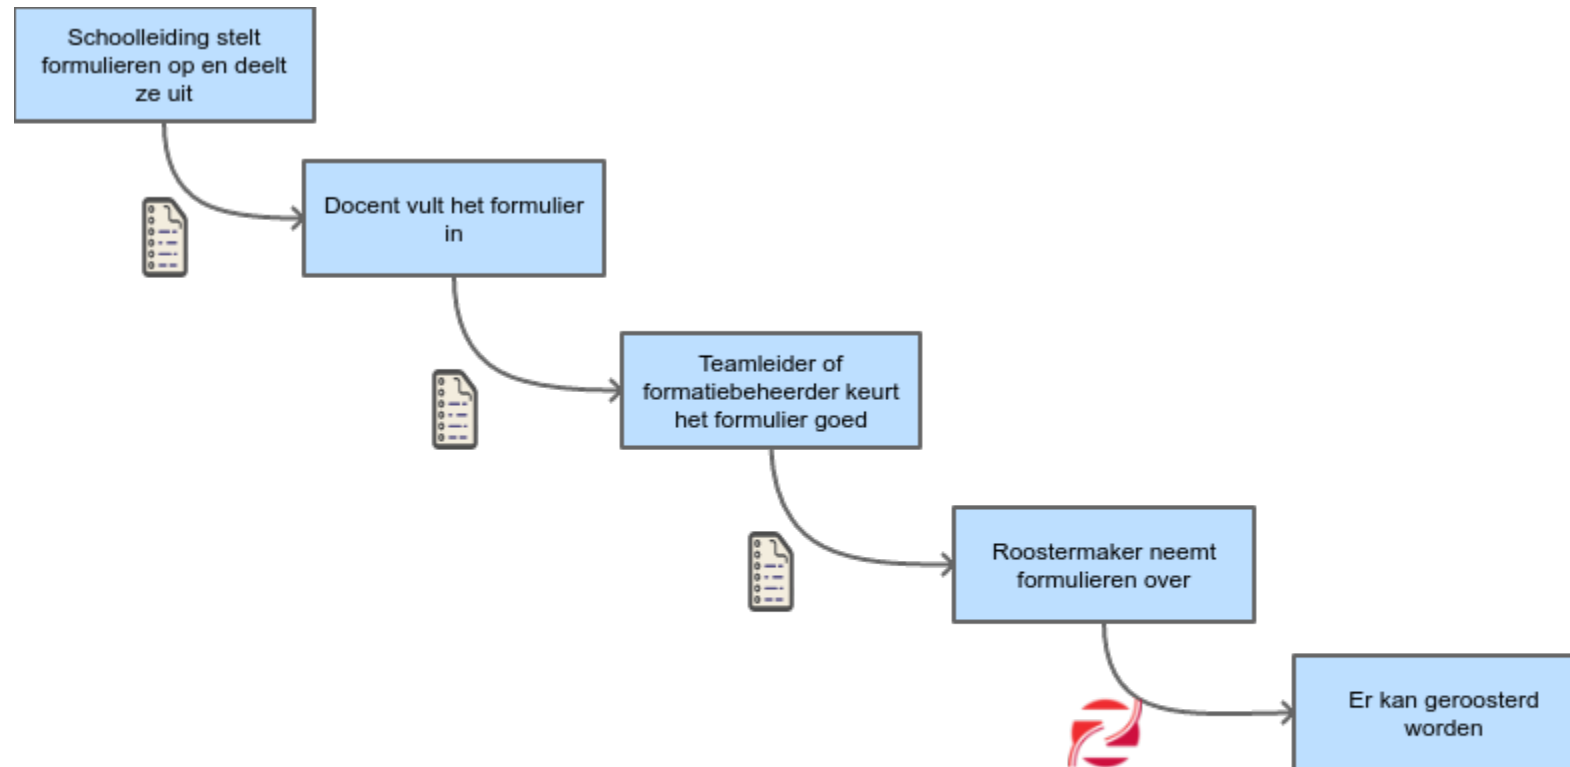 Schoolleiding stelt
formulieren op en deelt
ze uit
Docent vult het formulier
in
Teamleider of
formatiebeheerder keurt
het formulier goed
Roostermaker neemt
formulieren over
Er kan geroosterd
worden